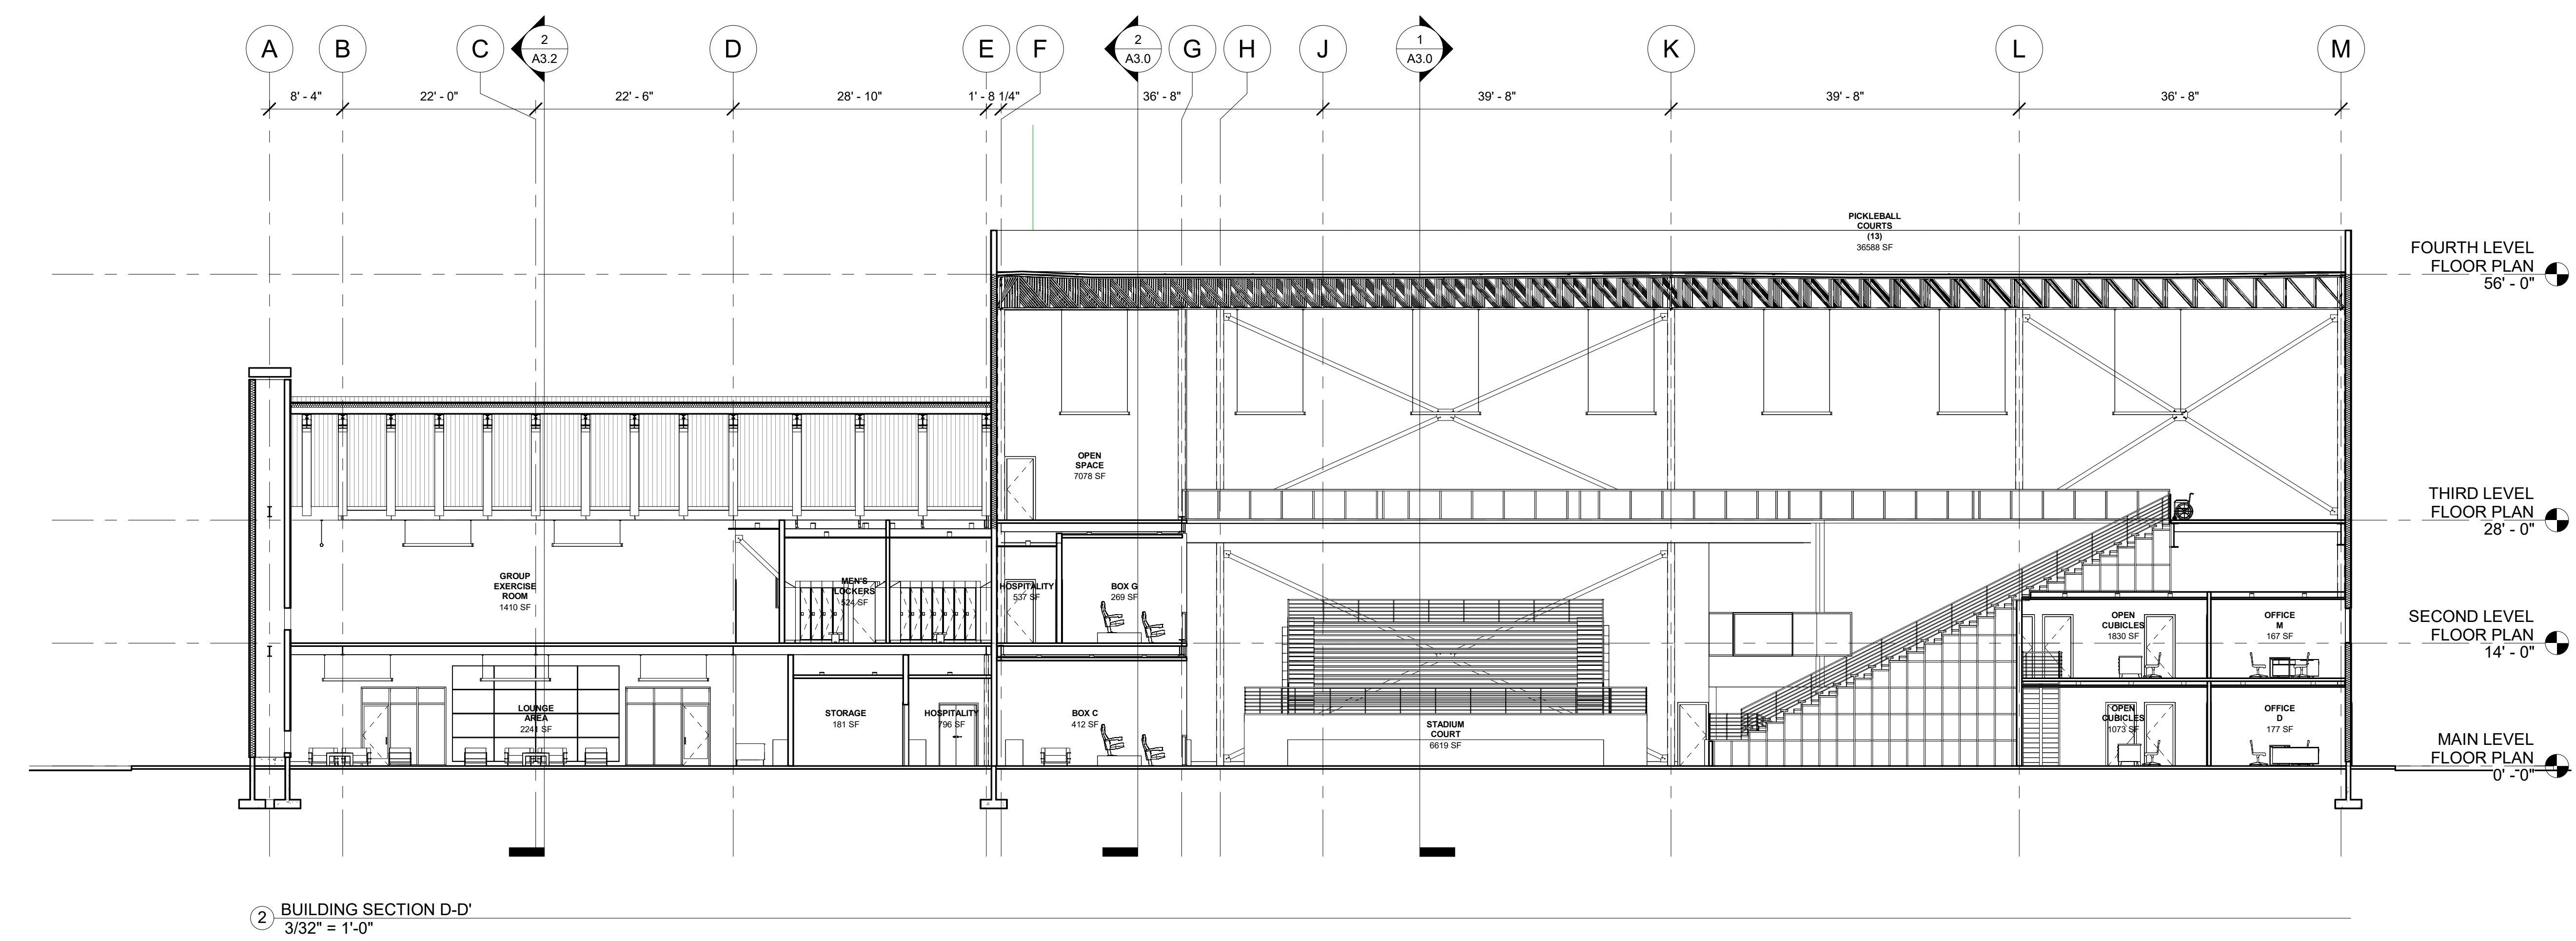 A B C 2 A3.2 D E F 2 A3.0 G H J 1 A3.0 K L M
8' - 4" 22' - 0" 22' - 6" 28' - 10" 1' - 8 1/4" 36' - 8" 39' - 8" 39' - 8" 36' - 8"
PICKLEBALL
COURTS
(13)
36588 SF
FOURTH LEVEL
FLOOR PLAN
56' - 0"
OPEN
SPACE
7078 SF
THIRD LEVEL
FLOOR PLAN
28' - 0"
GROUP
EXERCISE
ROOM
1410 SF
MEN'S
LOCKERS
524 SF
HOSPITALITY
537 SF
BOX G
269 SF
OPEN
CUBICLES
1830 SF
OFFICE
M
167 SF
SECOND LEVEL
FLOOR PLAN
14' - 0"
LOUNGE
AREA
2241 SF
STORAGE
181 SF
HOSPITALITY
796 SF
BOX C
412 SF
STADIUM
COURT
6619 SF
OPEN
CUBICLES
1073 SF
OFFICE
D
177 SF
MAIN LEVEL
FLOOR PLAN
0' - 0"
2 BUILDING SECTION D-D'
3/32" = 1'-0"